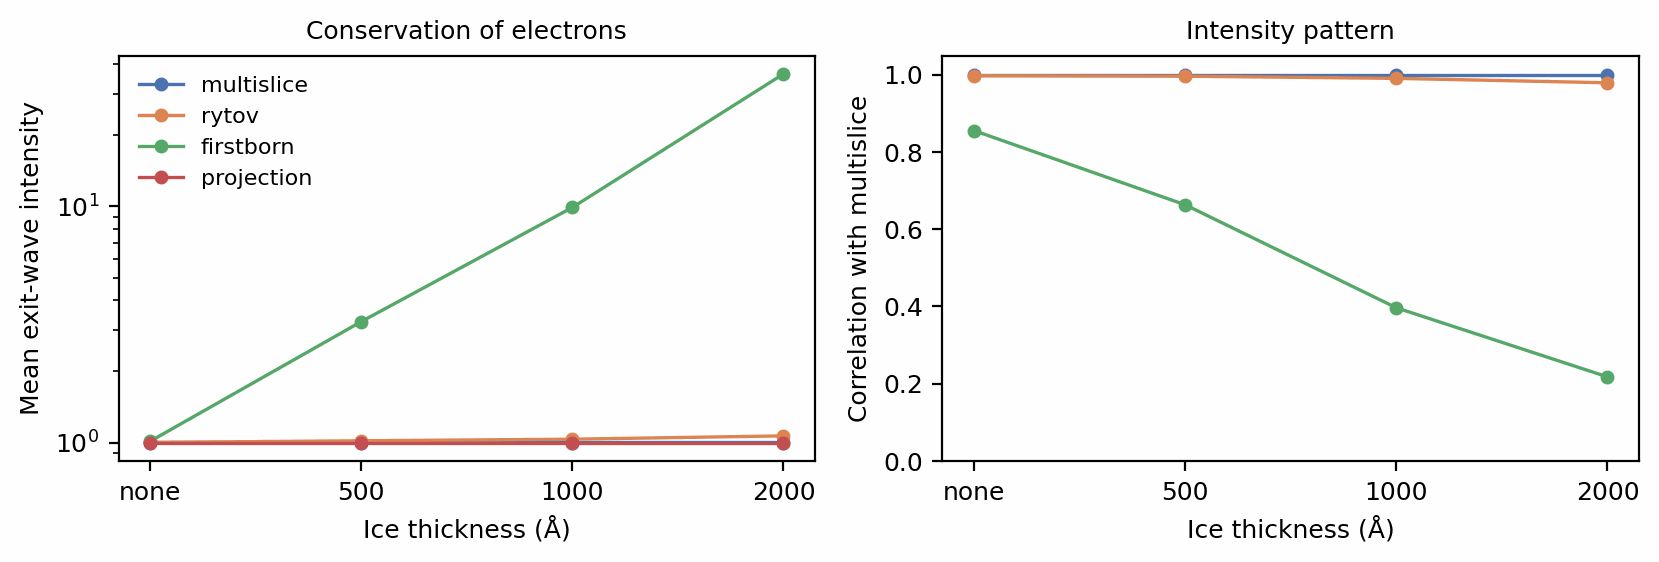 Conservation of electrons
Mean exit-wave intensity
10¹
10⁰
multislice
rytov
firstborn
projection
none 500 1000 2000
Ice thickness (Å)
Intensity pattern
Correlation with multislice
1.0
0.8
0.6
0.4
0.2
0.0
none 500 1000 2000
Ice thickness (Å)